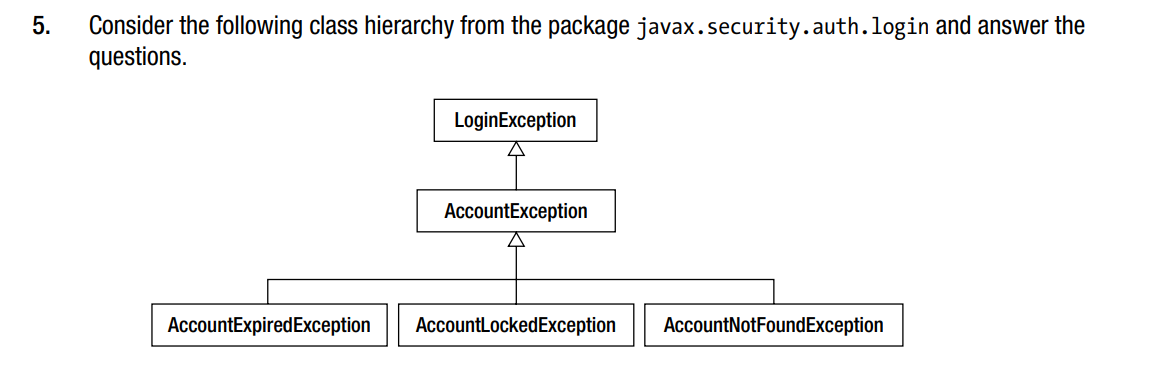 5. Consider the following class hierarchy from the package javax.security.auth.login and answer the
questions.
LoginException
AccountException
AccountExpiredException AccountLockedException AccountNotFoundException